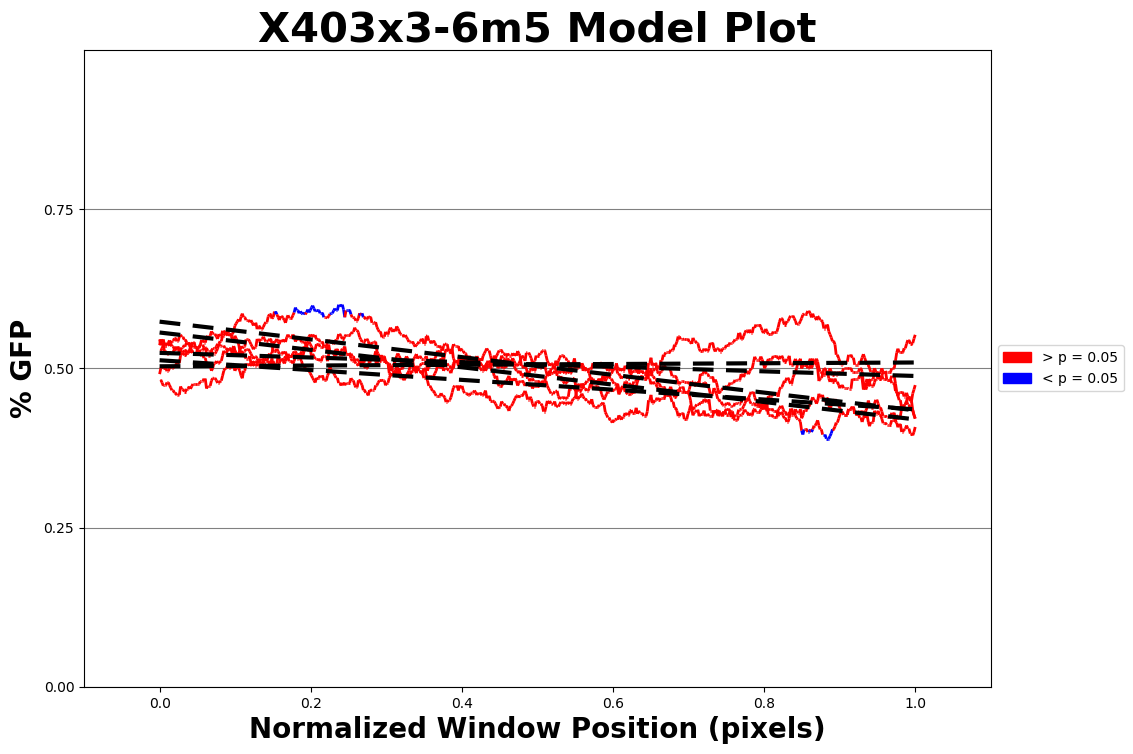 X403x3-6m5 Model Plot
% GFP
0.75
0.50
0.25
0.00
0.0 0.2 0.4 0.6 0.8 1.0
Normalized Window Position (pixels)
> p = 0.05
< p = 0.05